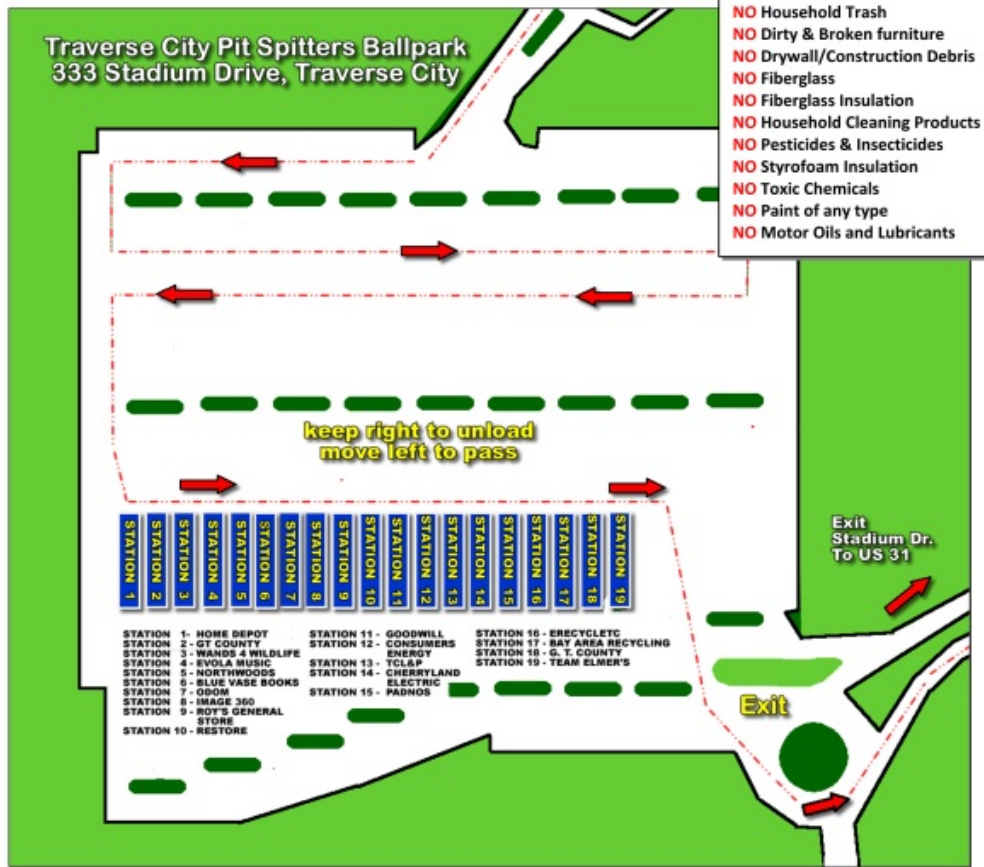 Traverse City Pit Spitters Ballpark
333 Stadium Drive, Traverse City
NO Household Trash
NO Dirty & Broken furniture
NO Drywall/Construction Debris
NO Fiberglass
NO Fiberglass Insulation
NO Household Cleaning Products
NO Pesticides & Insecticides
NO Styrofoam Insulation
NO Toxic Chemicals
NO Paint of any type
NO Motor Oils and Lubricants
keep right to unload
move left to pass
STATION 1
STATION 2
STATION 3
STATION 4
STATION 5
STATION 6
STATION 7
STATION 8
STATION 9
STATION 10
STATION 11
STATION 12
STATION 13
STATION 14
STATION 15
STATION 16
STATION 17
STATION 18
STATION 19
Exit
Stadium Dr.
To US 31
STATION 1- HOME DEPOT
STATION 2 - GT COUNTY
STATION 3 - WANDS 4 WILDLIFE
STATION 4 - EVOLA MUSIC
STATION 5 - NORTHWOODS
STATION 6 - BLUE VASE BOOKS
STATION 7 - ODOM
STATION 8 - IMAGE 360
STATION 9 - ROY'S GENERAL
STORE
STATION 10 - RESTORE
STATION 11 - GOODWILL
STATION 12 - CONSUMERS
ENERGY
STATION 13 - TCL&P
STATION 14 - CHERRYLAND
ELECTRIC
STATION 15 - PADNOS
STATION 16 - ERECYCLETC
STATION 17 - BAY AREA RECYCLING
STATION 18 - G. T. COUNTY
STATION 19 - TEAM ELMER'S
Exit